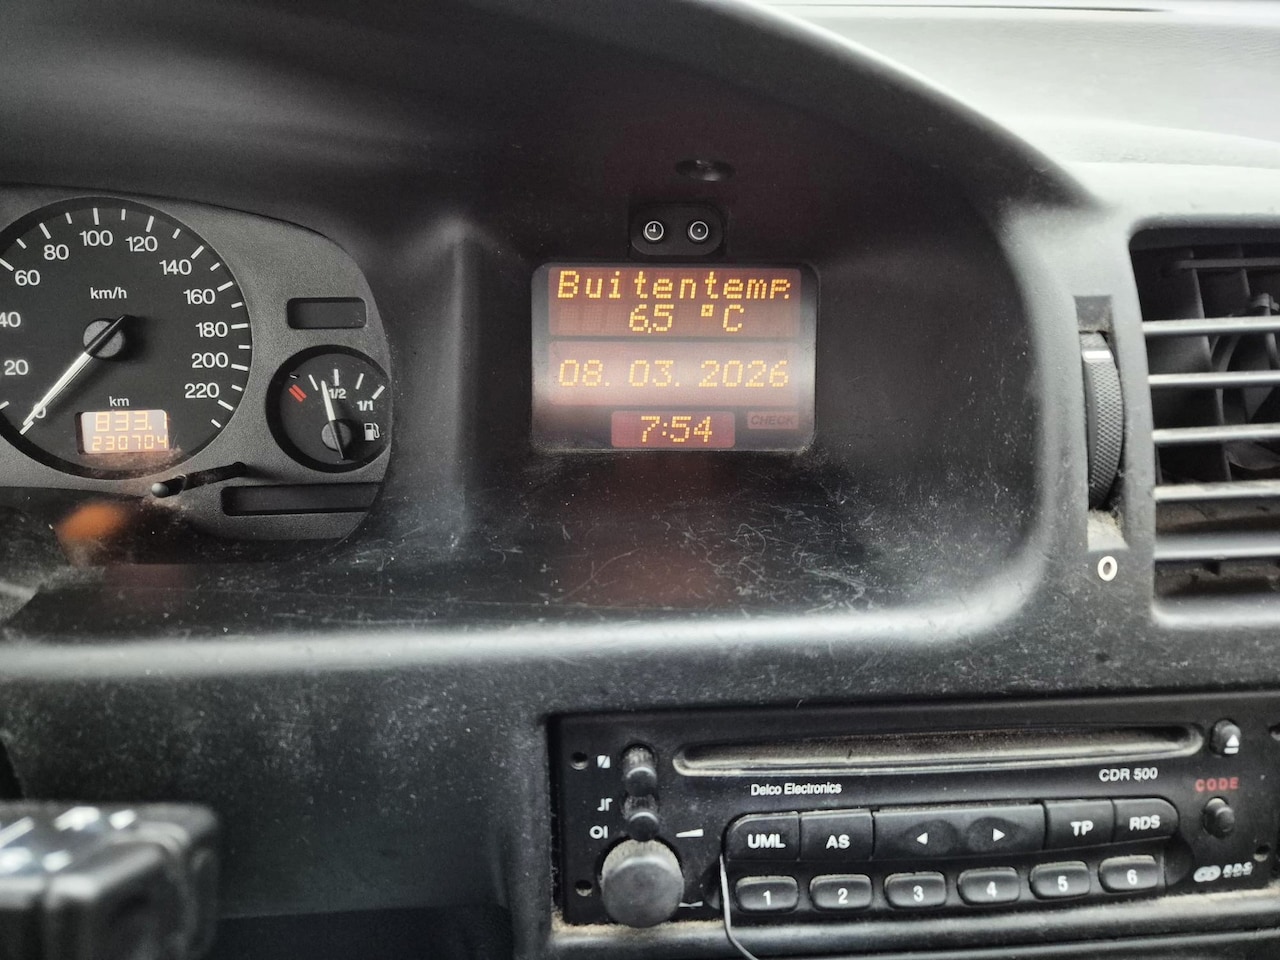 20
40
60
80
100
120
140
160
180
200
220
km/h
0
km
833.
230704
1/2
1/1
Buitentemp.
6.5 °C
08. 03. 2026
7:54
CHECK
0
Delco Electronics
CDR 500
CODE
UML
AS
TP
RDS
1
2
3
4
5
6